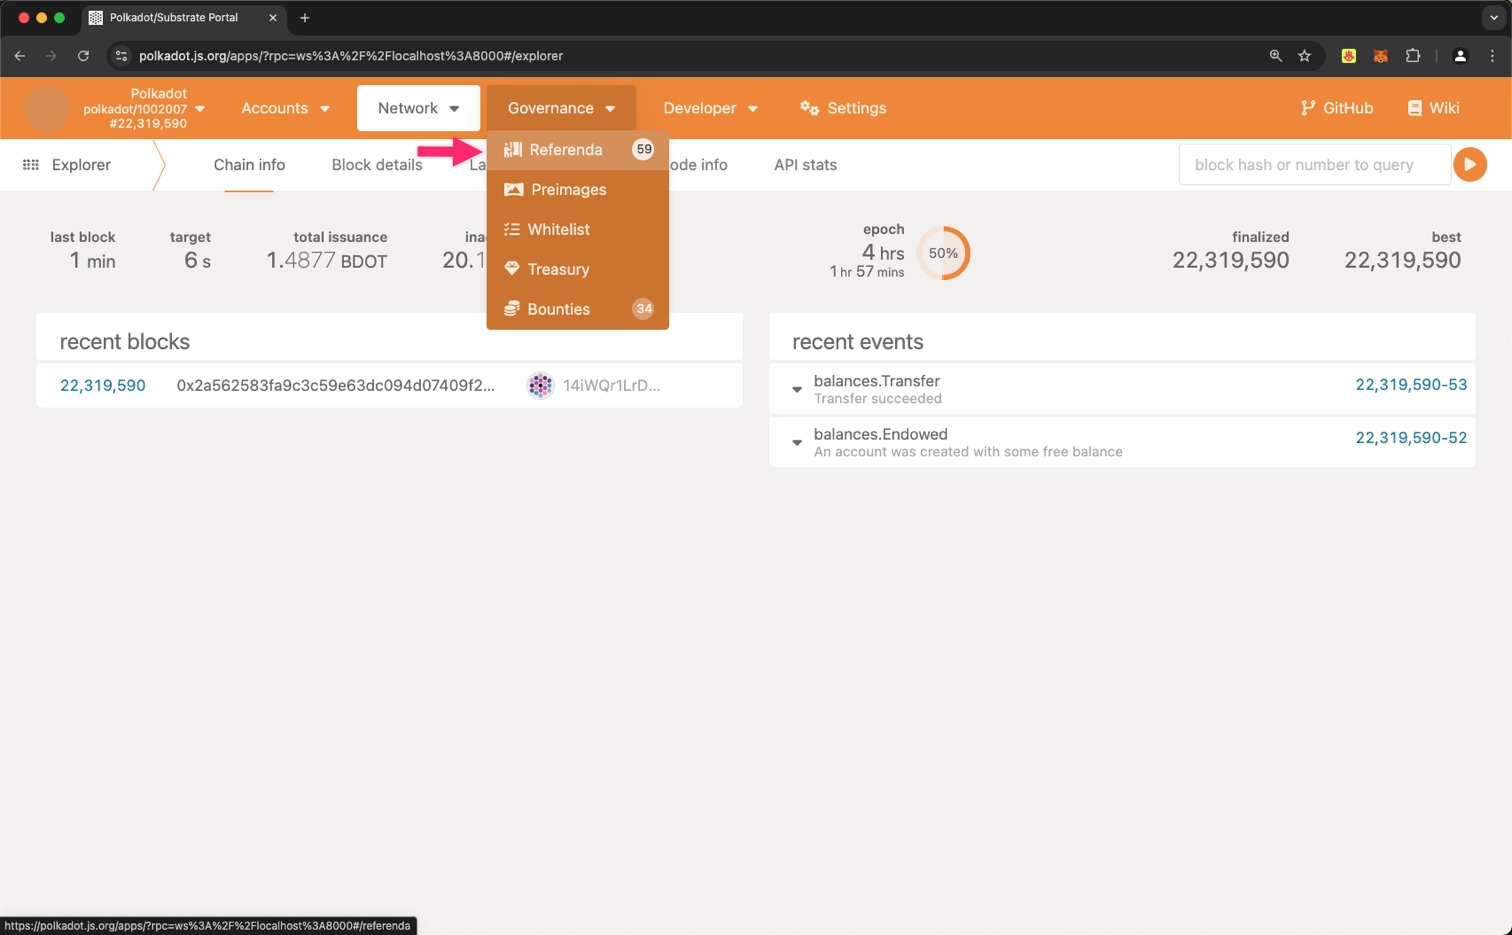 Polkadot/Substrate Portal
polkadot.js.org/apps/?rpc=ws%3A%2F%2Flocalhost%3A8000#/explorer
Polkadot
polkadot/1002007
#22,319,590
Accounts
Network
Governance
Developer
Settings
GitHub
Wiki
Explorer
Chain info
Block details
La
ode info
API stats
block hash or number to query
Referenda 59
Preimages
Whitelist
Treasury
Bounties 34
last block
1 min
target
6 s
total issuance
1.4877 BDOT
ina
20.1
epoch
4 hrs
1 hr 57 mins
50%
finalized
22,319,590
best
22,319,590
recent blocks
22,319,590 0x2a562583fa9c3c59e63dc094d07409f2... 14iWQr1LrD...
recent events
balances.Transfer
Transfer succeeded
22,319,590-53
balances.Endowed
An account was created with some free balance
22,319,590-52
https://polkadot.js.org/apps/?rpc=ws%3A%2F%2Flocalhost%3A8000#/referenda